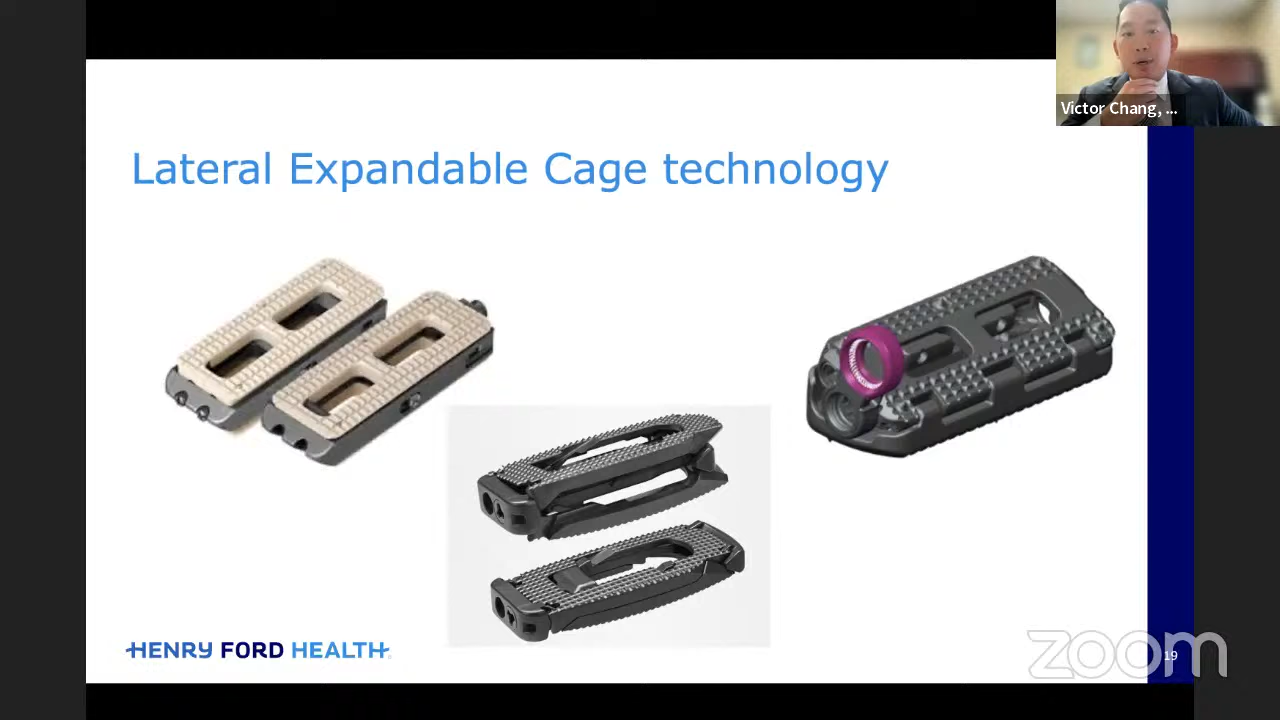 Victor Chang, ...
Lateral Expandable Cage technology
HENRY FORD HEALTH
zoom
19